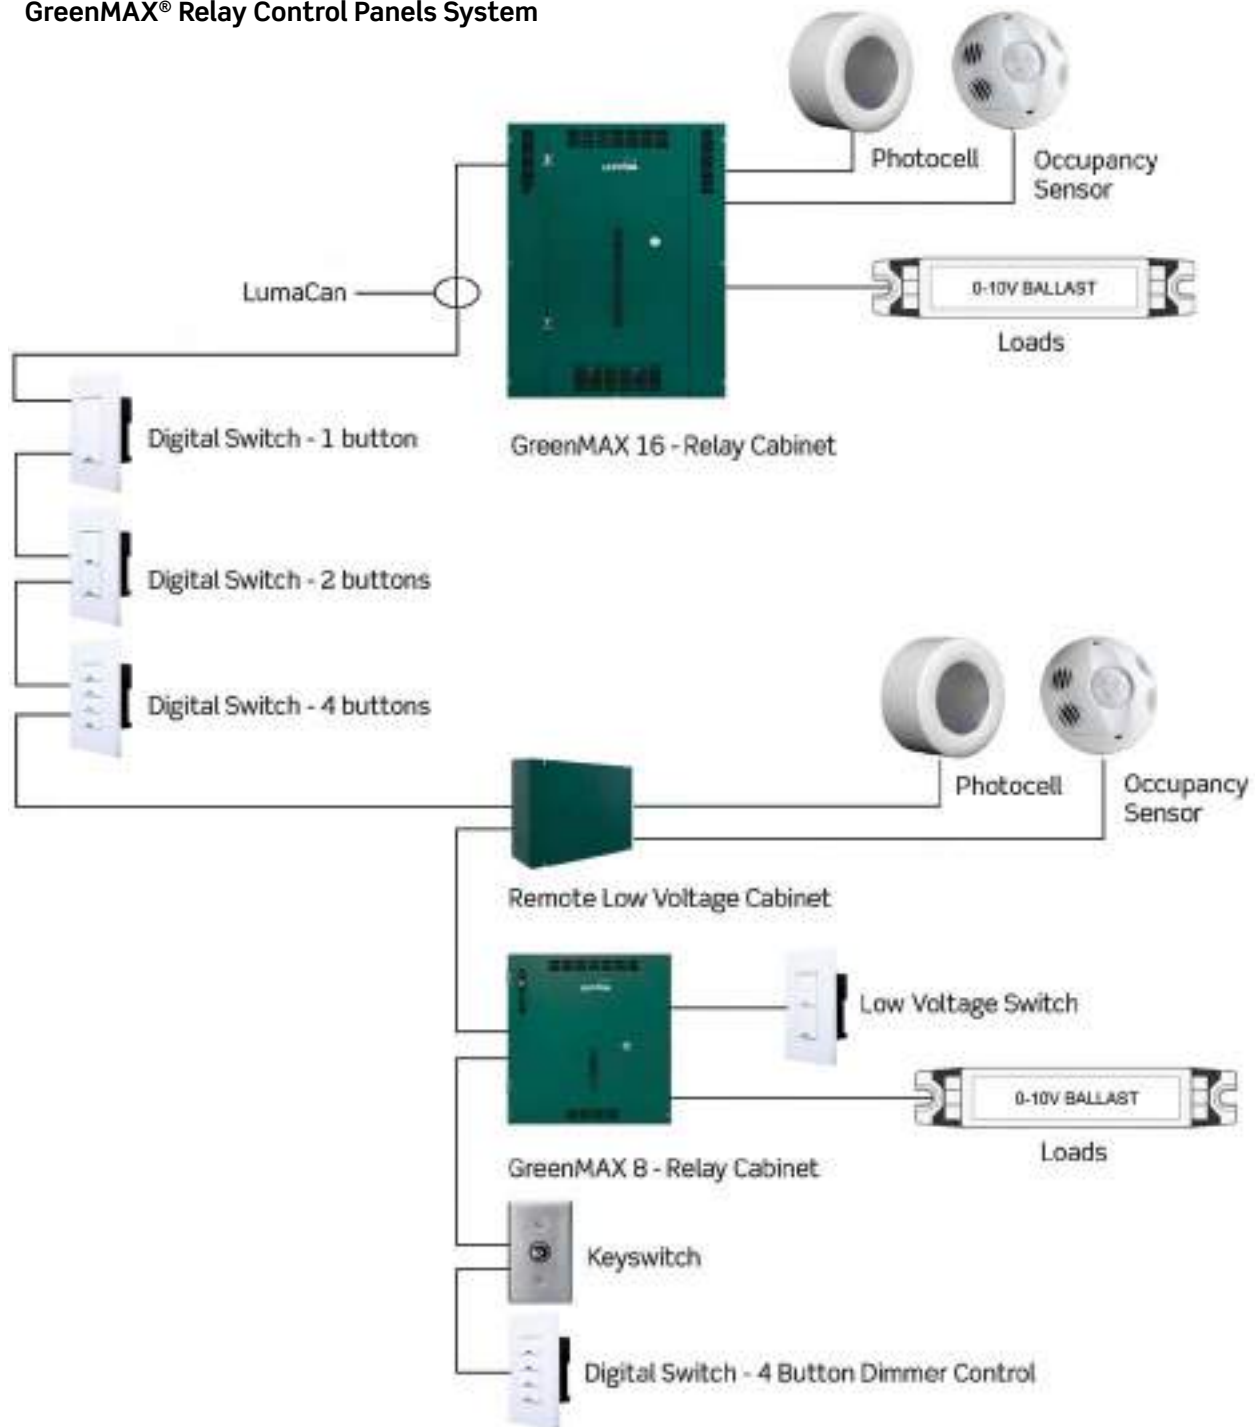 GreenMAX® Relay Control Panels System
Photocell
Occupancy
Sensor
LumaCan
0-10V BALLAST
Loads
Digital Switch - 1 button
GreenMAX 16 - Relay Cabinet
Digital Switch - 2 buttons
Digital Switch - 4 buttons
Photocell
Occupancy
Sensor
Remote Low Voltage Cabinet
Low Voltage Switch
0-10V BALLAST
Loads
GreenMAX 8 - Relay Cabinet
Keyswitch
Digital Switch - 4 Button Dimmer Control